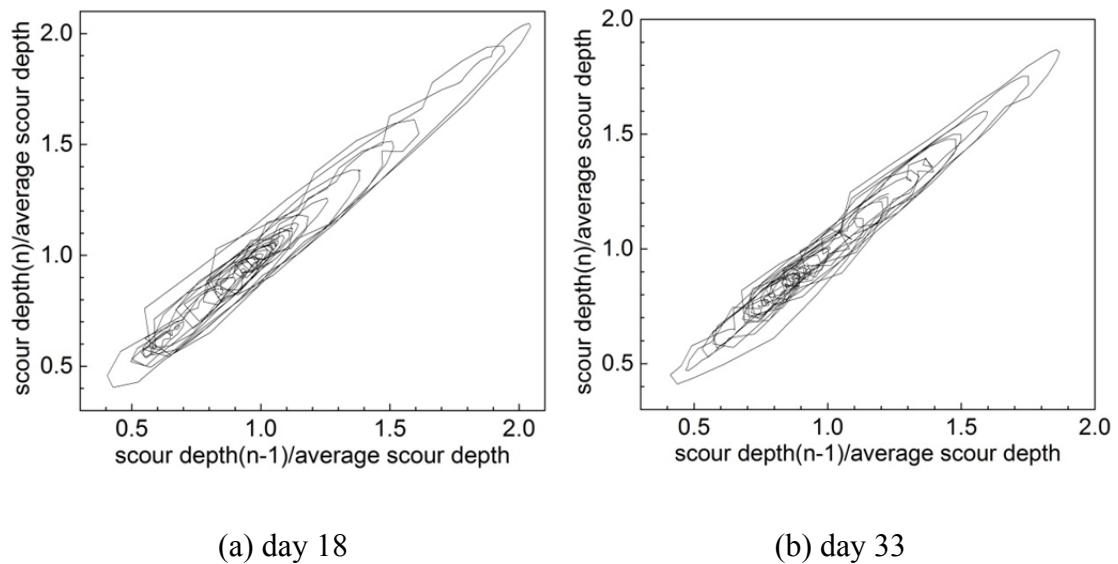 scour depth(n)/average scour depth
2.0
1.5
1.0
0.5
0.5 1.0 1.5 2.0
scour depth(n-1)/average scour depth
(a) day 18
scour depth(n)/average scour depth
2.0
1.5
1.0
0.5
0.5 1.0 1.5 2.0
scour depth(n-1)/average scour depth
(b) day 33